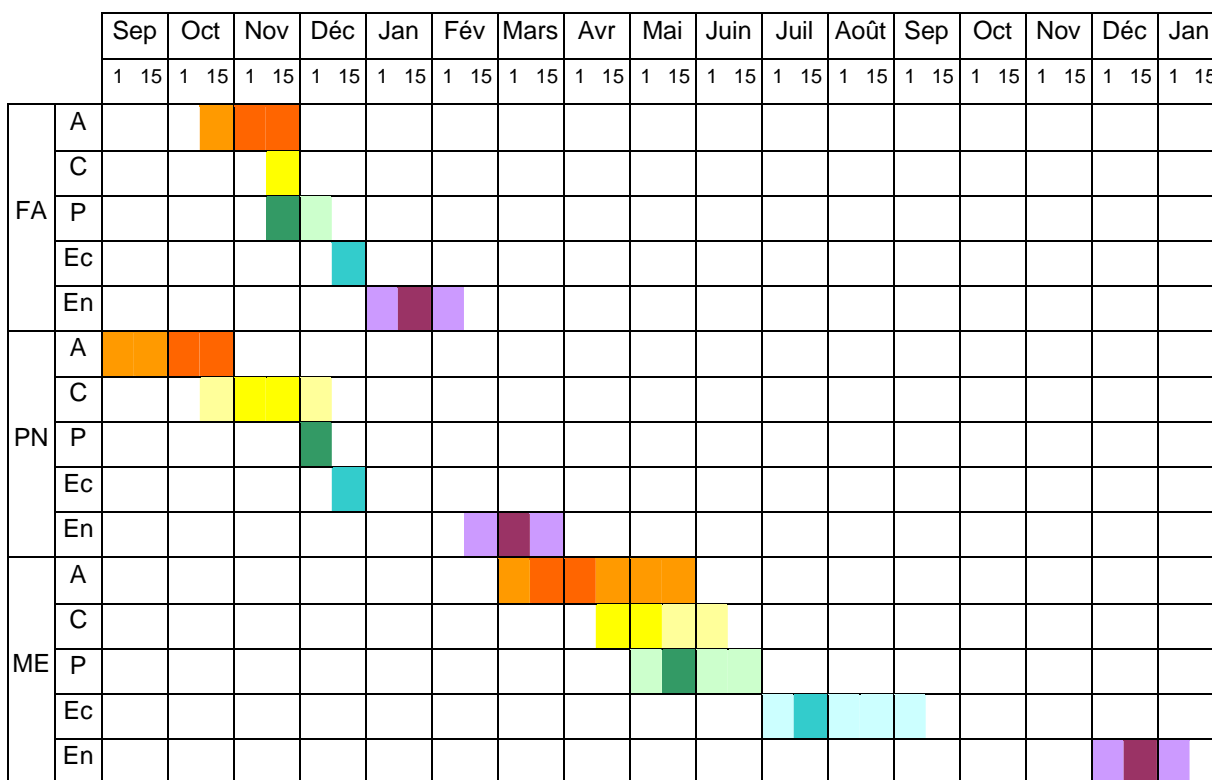 Sep Oct Nov Déc Jan Fév Mars Avr Mai Juin Juil Août Sep Oct Nov Déc Jan
1 15 1 15 1 15 1 15 1 15 1 15 1 15 1 15 1 15 1 15 1 15 1 15 1 15 1 15 1 15 1 15 1 15
FA
A
C
P
Ec
En
PN
A
C
P
Ec
En
ME
A
C
P
Ec
En